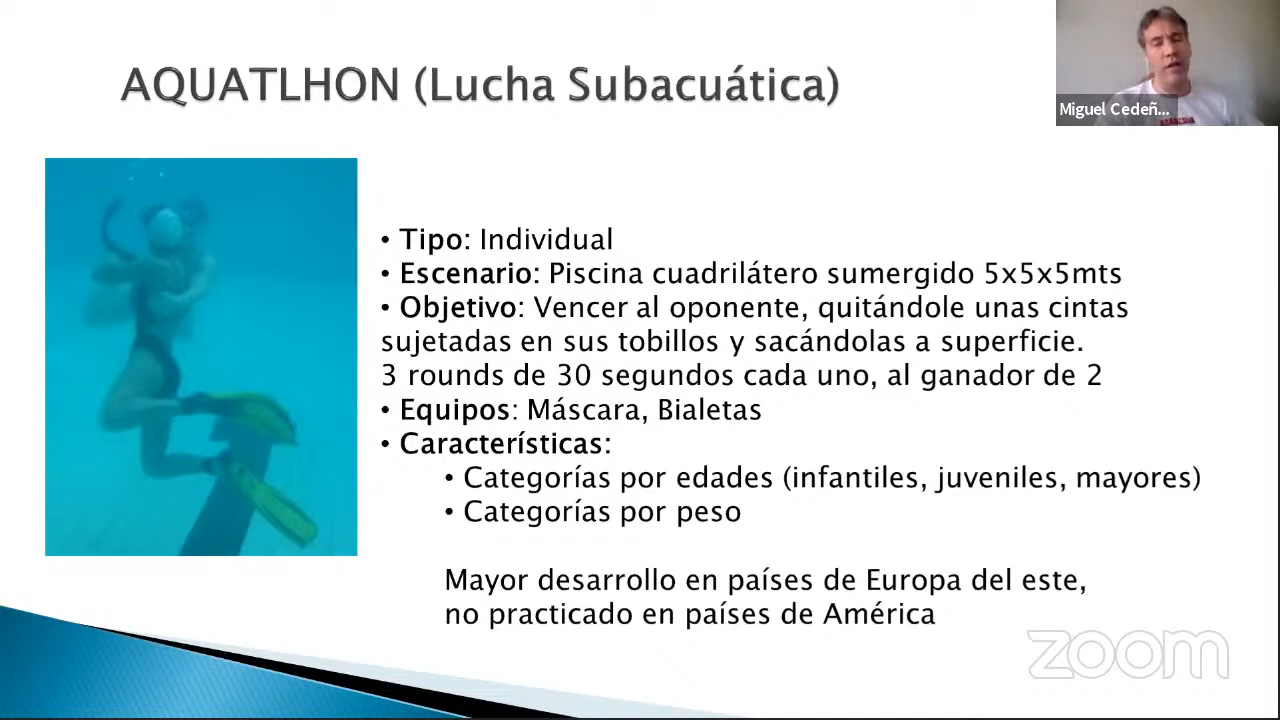 AQUATLHON (Lucha Subacuática)
Miguel Cedeñ...
• Tipo: Individual
• Escenario: Piscina cuadrilátero sumergido 5x5x5mts
• Objetivo: Vencer al oponente, quitándole unas cintas
sujetadas en sus tobillos y sacándolas a superficie.
3 rounds de 30 segundos cada uno, al ganador de 2
• Equipos: Máscara, Bialetas
• Características:
• Categorías por edades (infantiles, juveniles, mayores)
• Categorías por peso
Mayor desarrollo en países de Europa del este,
no practicado en países de América
zoom